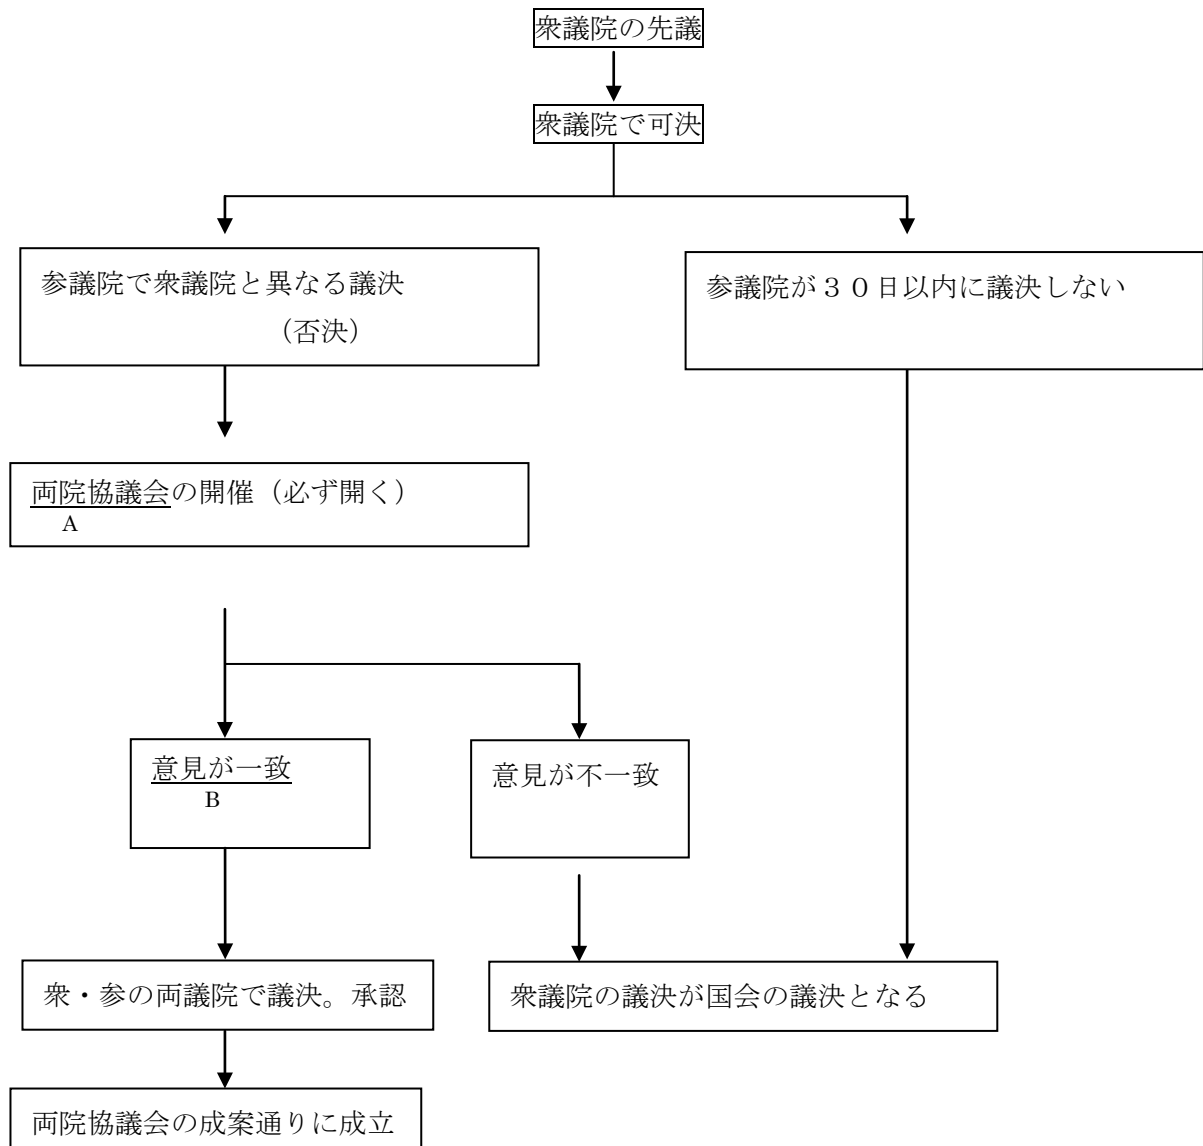 衆議院の先議
衆議院で可決
参議院で衆議院と異なる議決
（否決）
参議院が３０日以内に議決しない
両院協議会の開催（必ず開く）
A
意見が一致
B
意見が不一致
衆・参の両議院で議決。承認
衆議院の議決が国会の議決となる
両院協議会の成案通りに成立